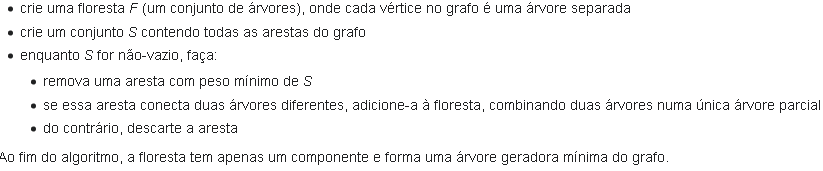 • crie uma floresta F (um conjunto de árvores), onde cada vértice no grafo é uma árvore separada
• crie um conjunto S contendo todas as arestas do grafo
• enquanto S for não-vazio, faça:
• remova uma aresta com peso mínimo de S
• se essa aresta conecta duas árvores diferentes, adicione-a à floresta, combinando duas árvores numa única árvore parcial
• do contrário, descarte a aresta
Ao fim do algoritmo, a floresta tem apenas um componente e forma uma árvore geradora mínima do grafo.